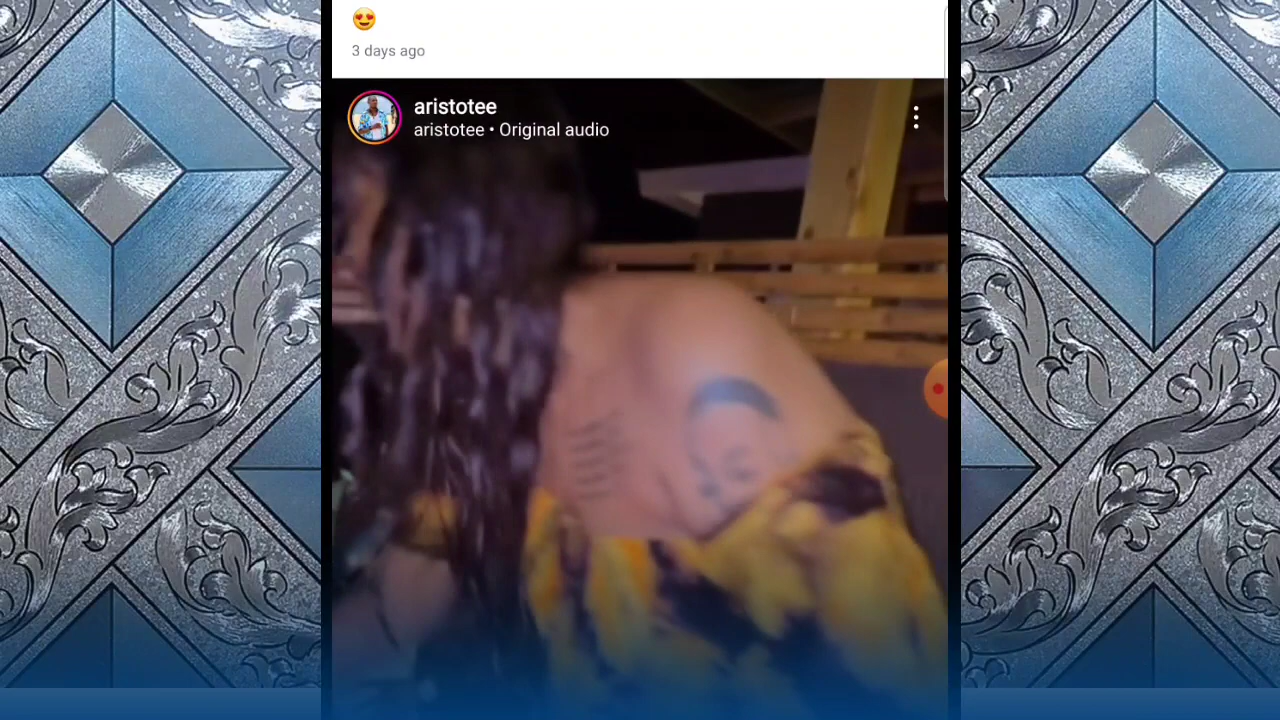 😍
3 days ago
aristotee
aristotee • Original audio